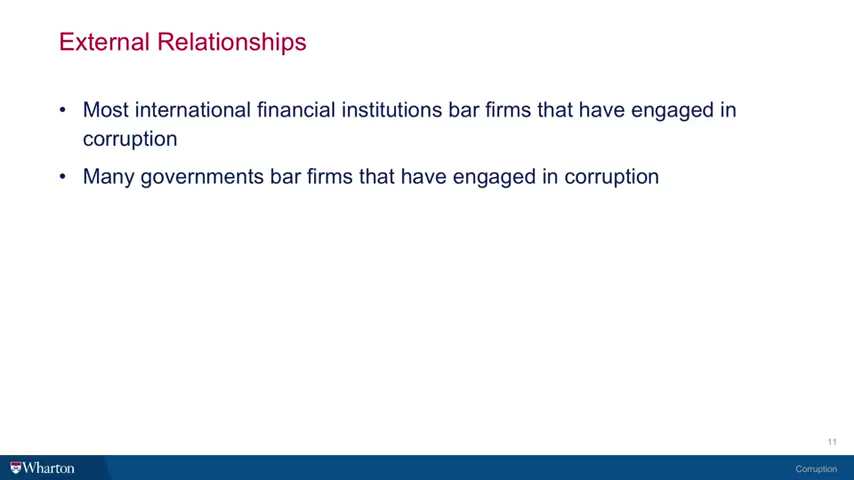 External Relationships
• Most international financial institutions bar firms that have engaged in
corruption
• Many governments bar firms that have engaged in corruption
11
Wharton
Corruption